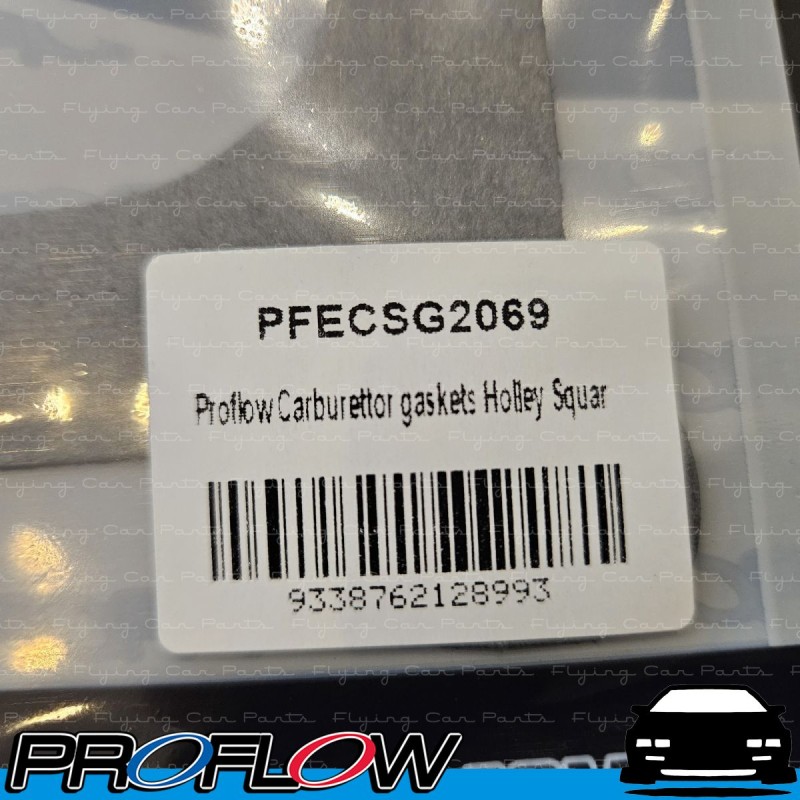 PFECSG2069
Proflow Carburettor gaskets Holley Squar
9338762128993
PROFLOW